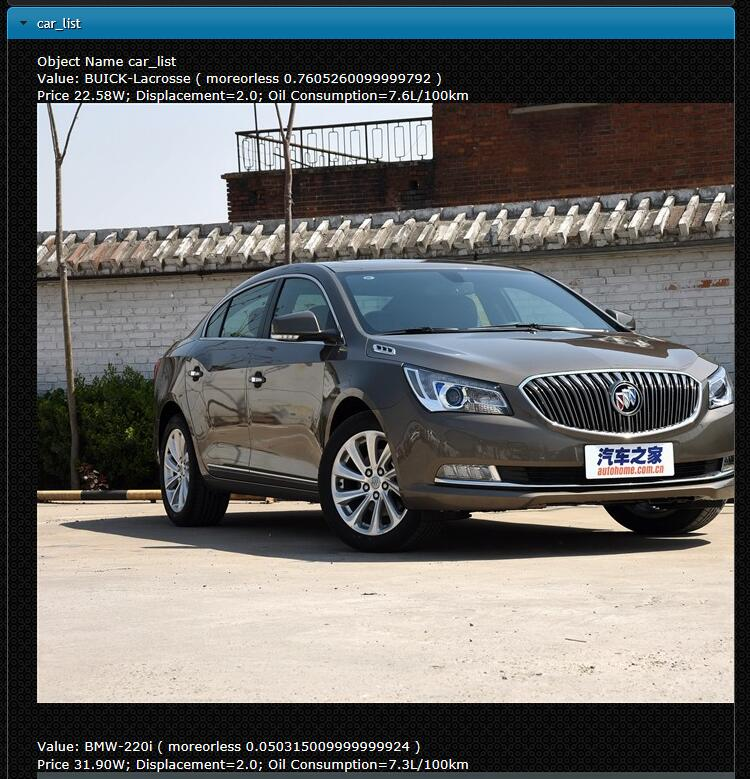 car_list
Object Name car_list
Value: BUICK-Lacrosse ( moreorless 0.7605260099999792 )
Price 22.58W; Displacement=2.0; Oil Consumption=7.6L/100km
汽车之家
autohome.com.cn
Value: BMW-220i ( moreorless 0.050315009999999924 )
Price 31.90W; Displacement=2.0; Oil Consumption=7.3L/100km